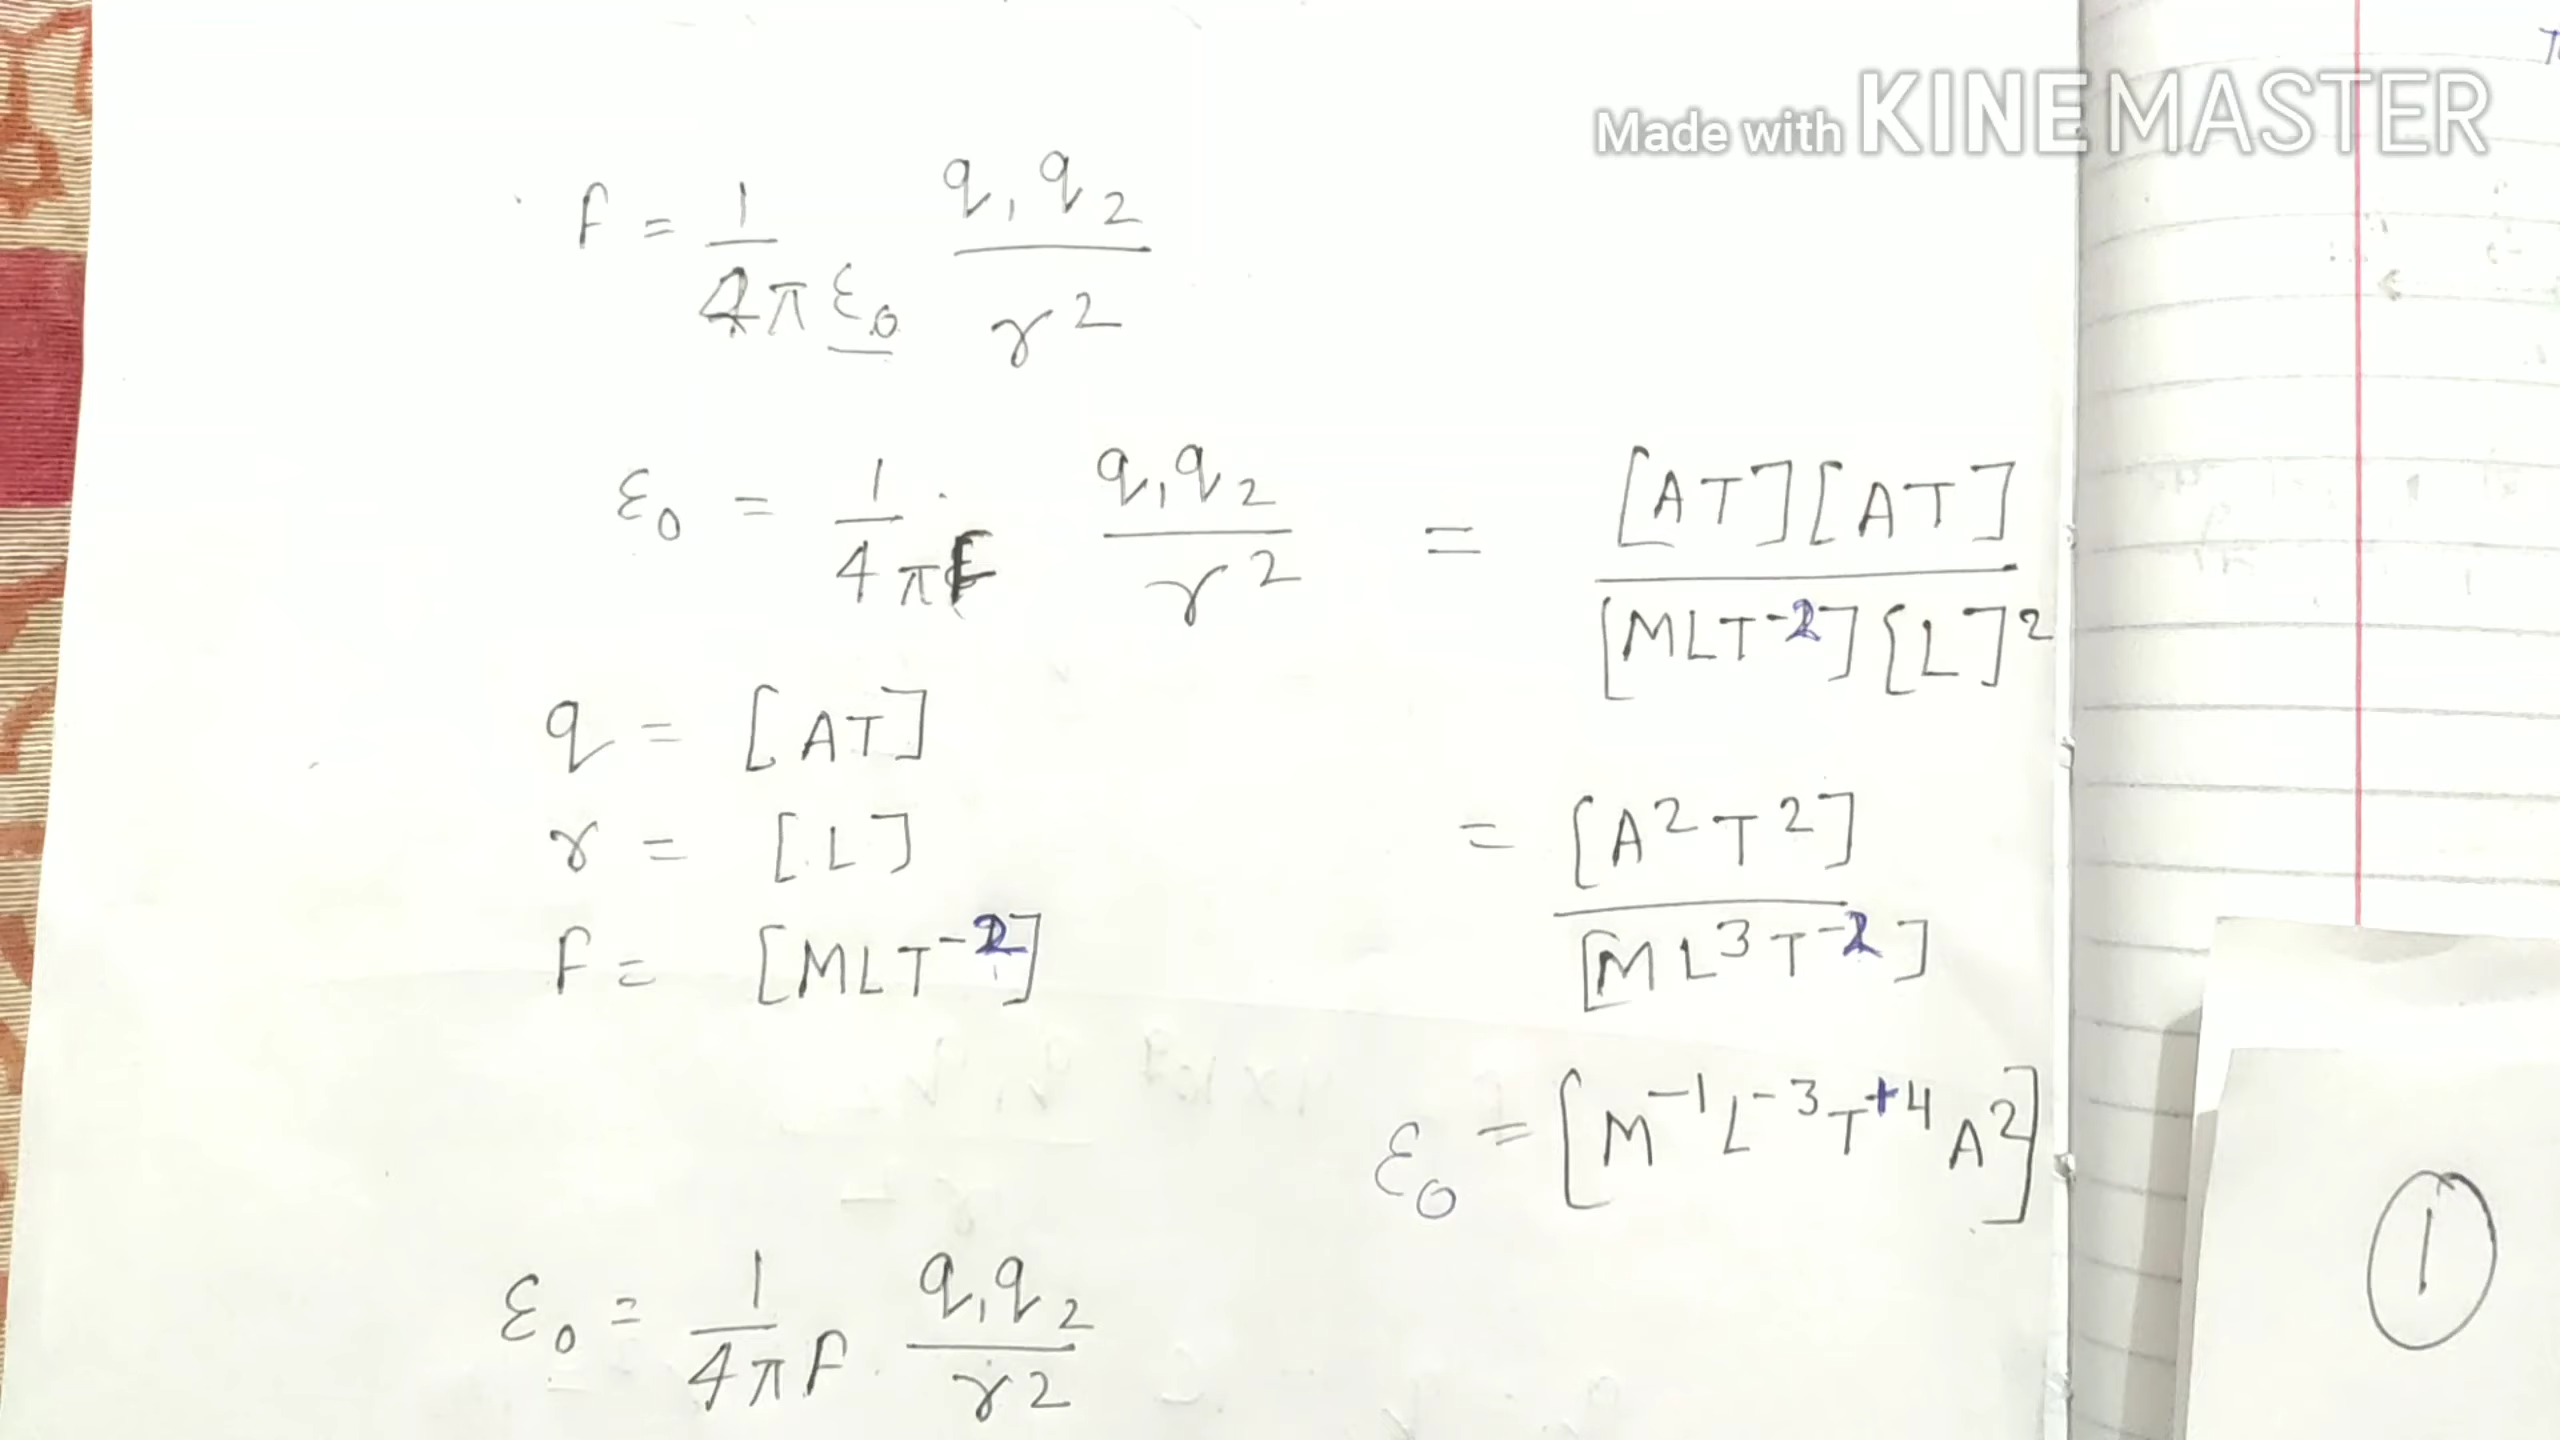 Made with KINEMASTER
F = 1/4πε₀ q₁q₂/r²
ε₀ = 1/4πF q₁q₂/r² = [AT][AT]/[MLT⁻²][L]²
q = [AT]
r = [L]
= [A²T²]/[ML³T⁻²]
F = [MLT⁻²]
ε₀ = [M⁻¹L⁻³T⁺⁴A²]
ε₀ = 1/4πF · q₁q₂/r²
1